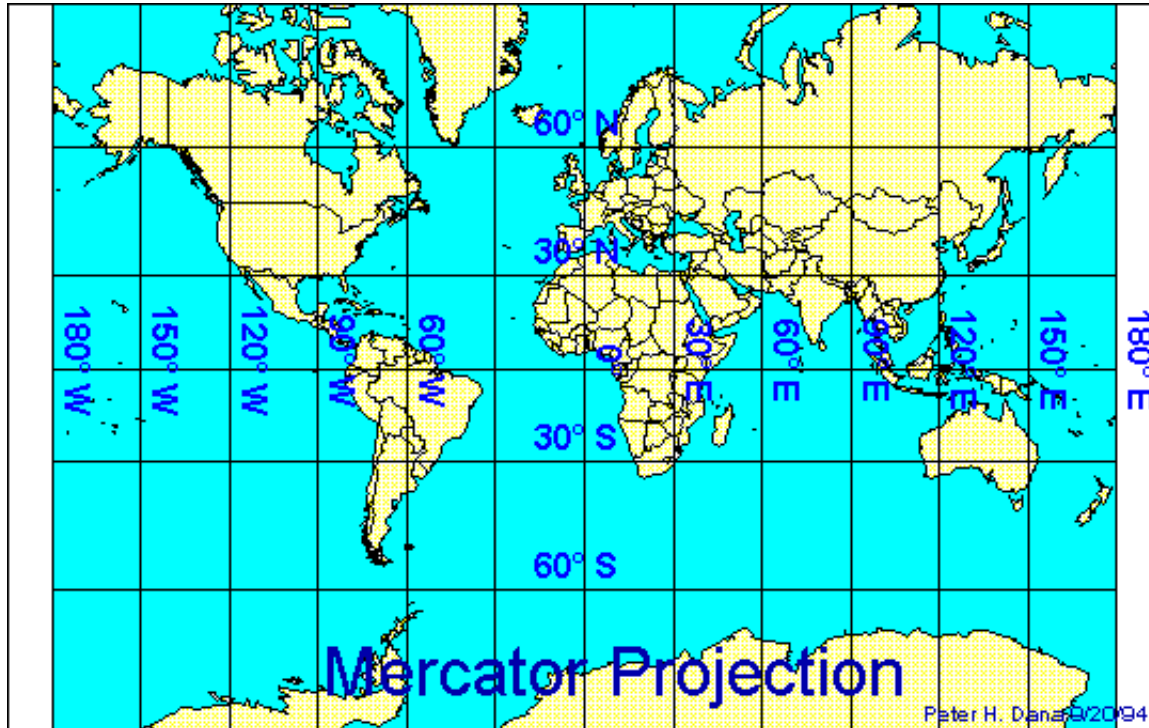 60° N
30° N
180° W
150° W
120° W
90° W
60° W
0°
30° E
60° E
90° E
120° E
150° E
180° E
30° S
60° S
Mercator Projection
Peter H. Dana 9/20/94